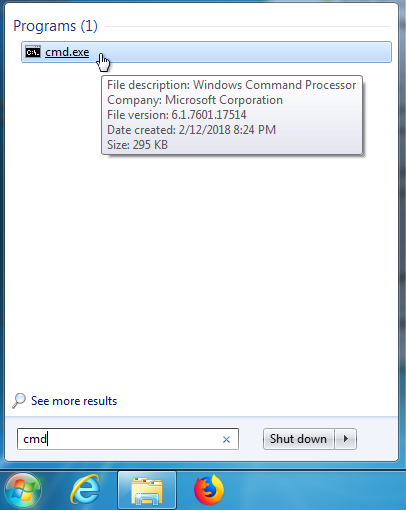 Programs (1)
cmd.exe
File description: Windows Command Processor
Company: Microsoft Corporation
File version: 6.1.7601.17514
Date created: 2/12/2018 8:24 PM
Size: 295 KB
See more results
cmd
Shut down